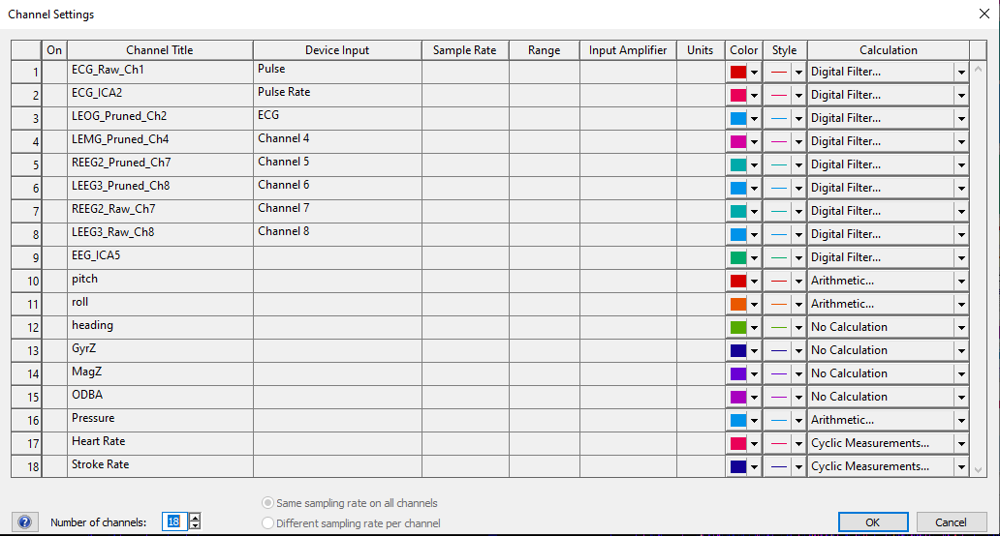 Channel Settings
On Channel Title Device Input Sample Rate Range Input Amplifier Units Color Style Calculation
1 ECG_Raw_Ch1 Pulse Digital Filter...
2 ECG_ICA2 Pulse Rate Digital Filter...
3 LEOG_Pruned_Ch2 ECG Digital Filter...
4 LEMG_Pruned_Ch4 Channel 4 Digital Filter...
5 REEG2_Pruned_Ch7 Channel 5 Digital Filter...
6 LEEG3_Pruned_Ch8 Channel 6 Digital Filter...
7 REEG2_Raw_Ch7 Channel 7 Digital Filter...
8 LEEG3_Raw_Ch8 Channel 8 Digital Filter...
9 EEG_ICA5 Digital Filter...
10 pitch Arithmetic...
11 roll Arithmetic...
12 heading No Calculation
13 GyrZ No Calculation
14 MagZ No Calculation
15 ODBA No Calculation
16 Pressure Arithmetic...
17 Heart Rate Cyclic Measurements...
18 Stroke Rate Cyclic Measurements...
? Number of channels: 18
Same sampling rate on all channels
Different sampling rate per channel
OK Cancel